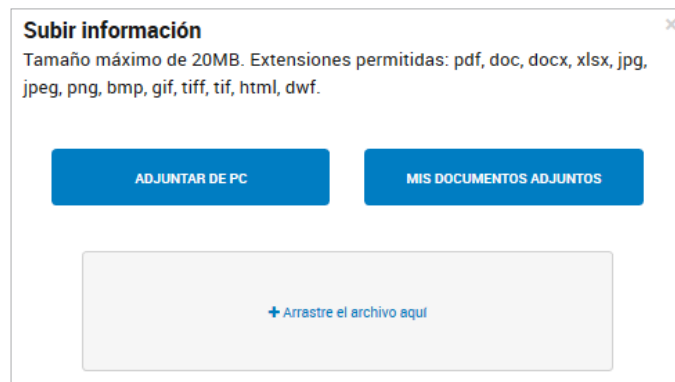 Subir información
Tamaño máximo de 20MB. Extensiones permitidas: pdf, doc, docx, xlsx, jpg,
jpeg, png, bmp, gif, tiff, tif, html, dwf.
ADJUNTAR DE PC
MIS DOCUMENTOS ADJUNTOS
+ Arrastre el archivo aquí